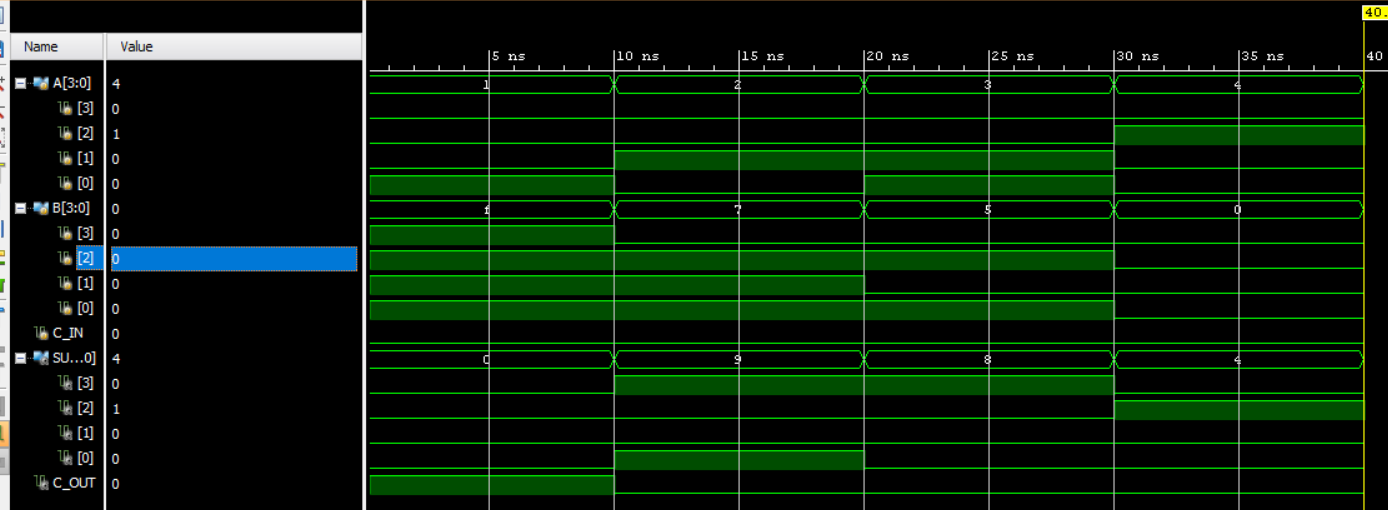 40.
Name Value
5 ns 10 ns 15 ns 20 ns 25 ns 30 ns 35 ns 40
A[3:0] 4 1 2 3 4
[3] 0
[2] 1
[1] 0
[0] 0
B[3:0] 0 f 7 5 0
[3] 0
[2] 0
[1] 0
[0] 0
C_IN 0
SU...0] 4 0 9 8 4
[3] 0
[2] 1
[1] 0
[0] 0
C_OUT 0